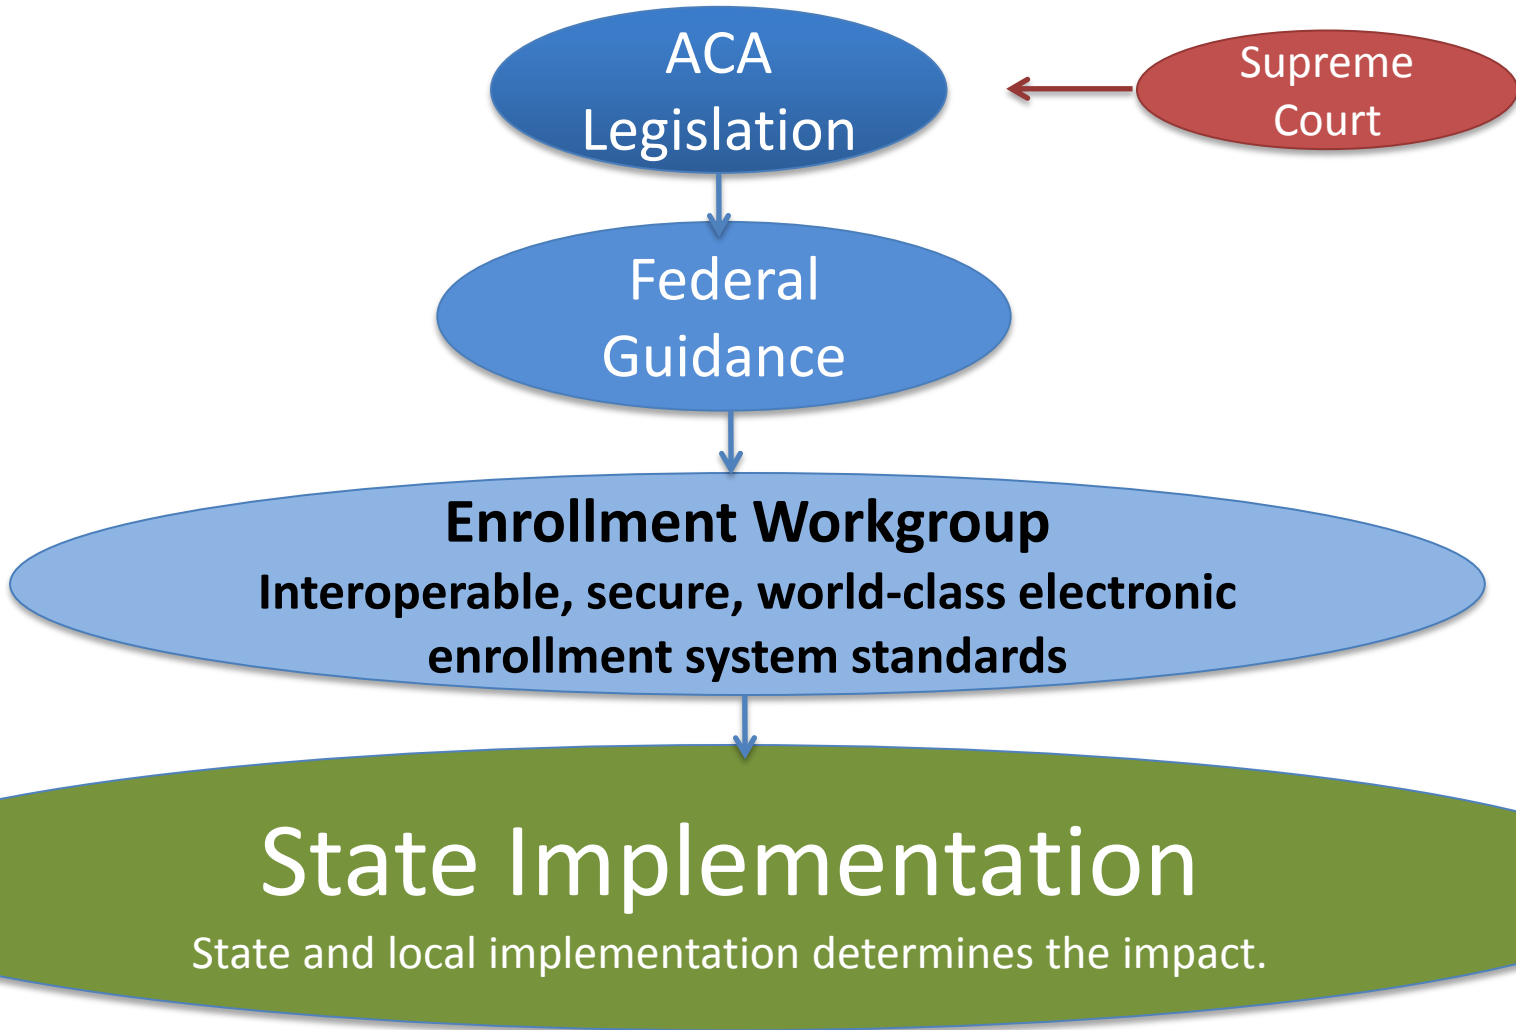 ACA
Legislation
Supreme
Court
Federal
Guidance
Enrollment Workgroup
Interoperable, secure, world-class electronic
enrollment system standards
State Implementation
State and local implementation determines the impact.